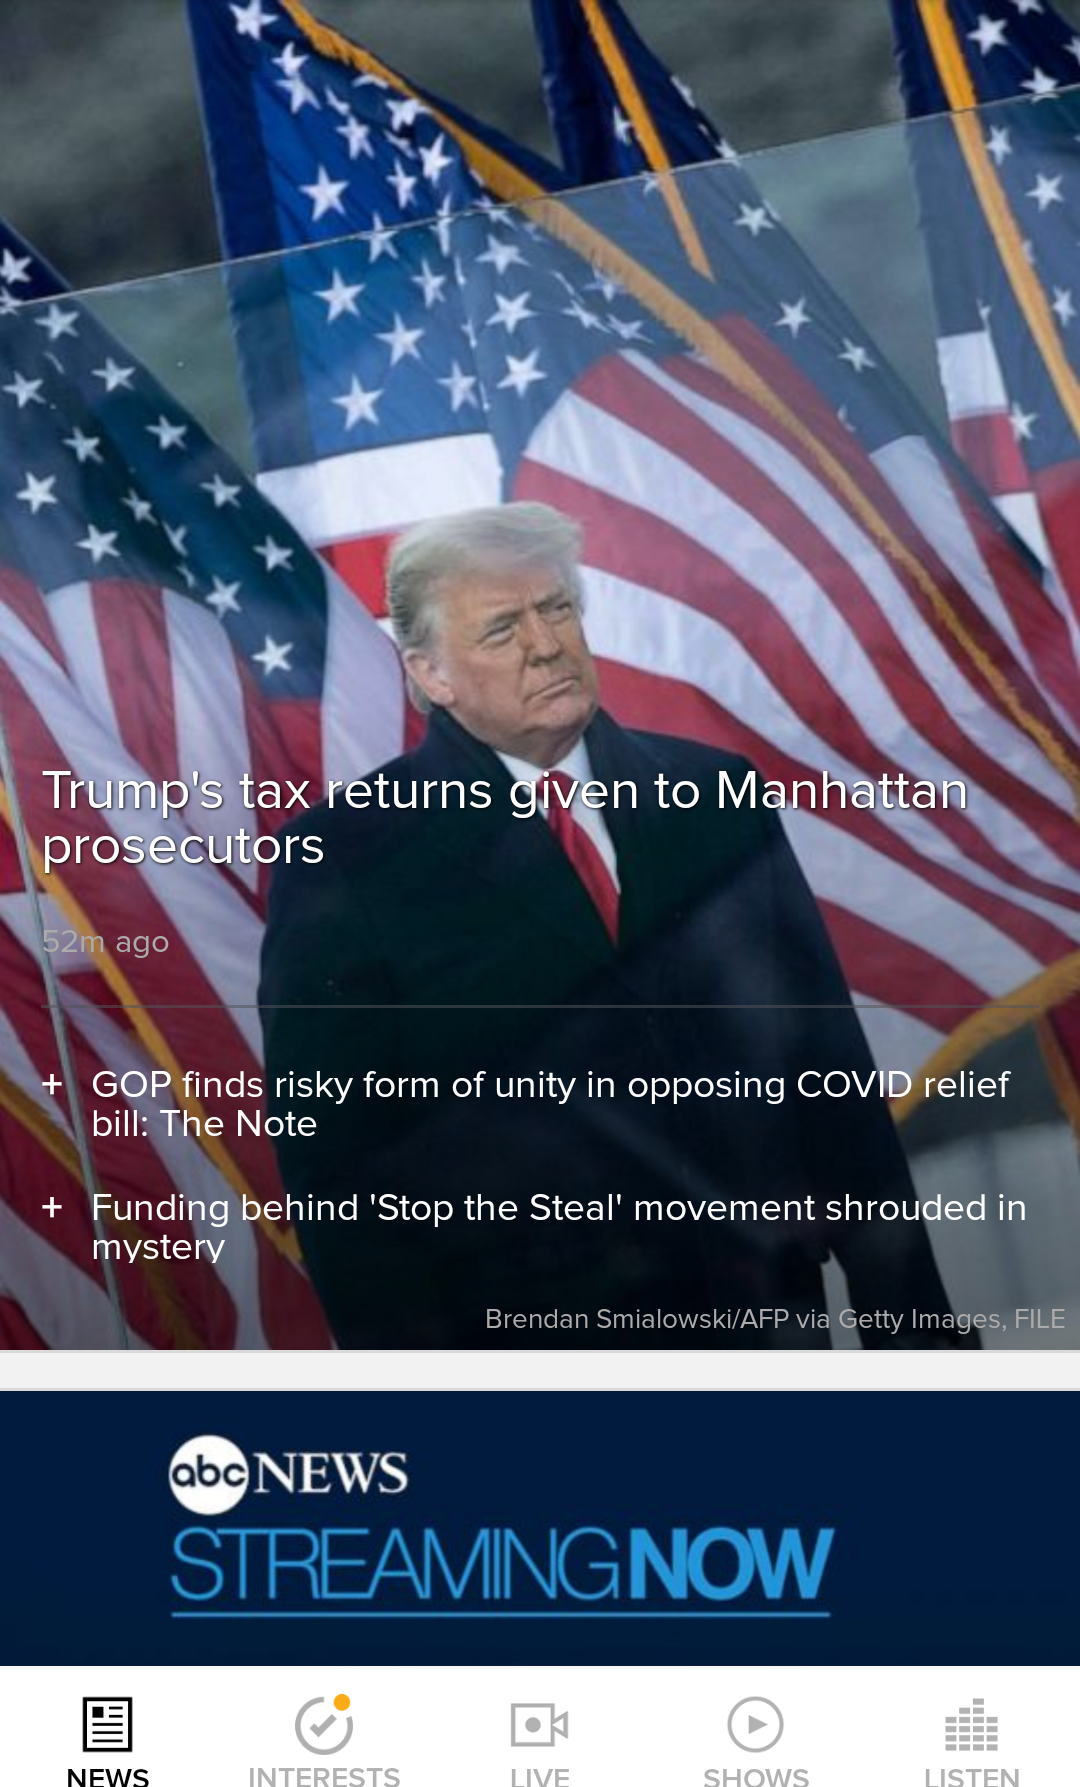 Trump's tax returns given to Manhattan
prosecutors
52m ago
+ GOP finds risky form of unity in opposing COVID relief
bill: The Note
+ Funding behind 'Stop the Steal' movement shrouded in
mystery
Brendan Smialowski/AFP via Getty Images, FILE
abc NEWS
STREAMING NOW
NEWS INTERESTS LIVE SHOWS LISTEN